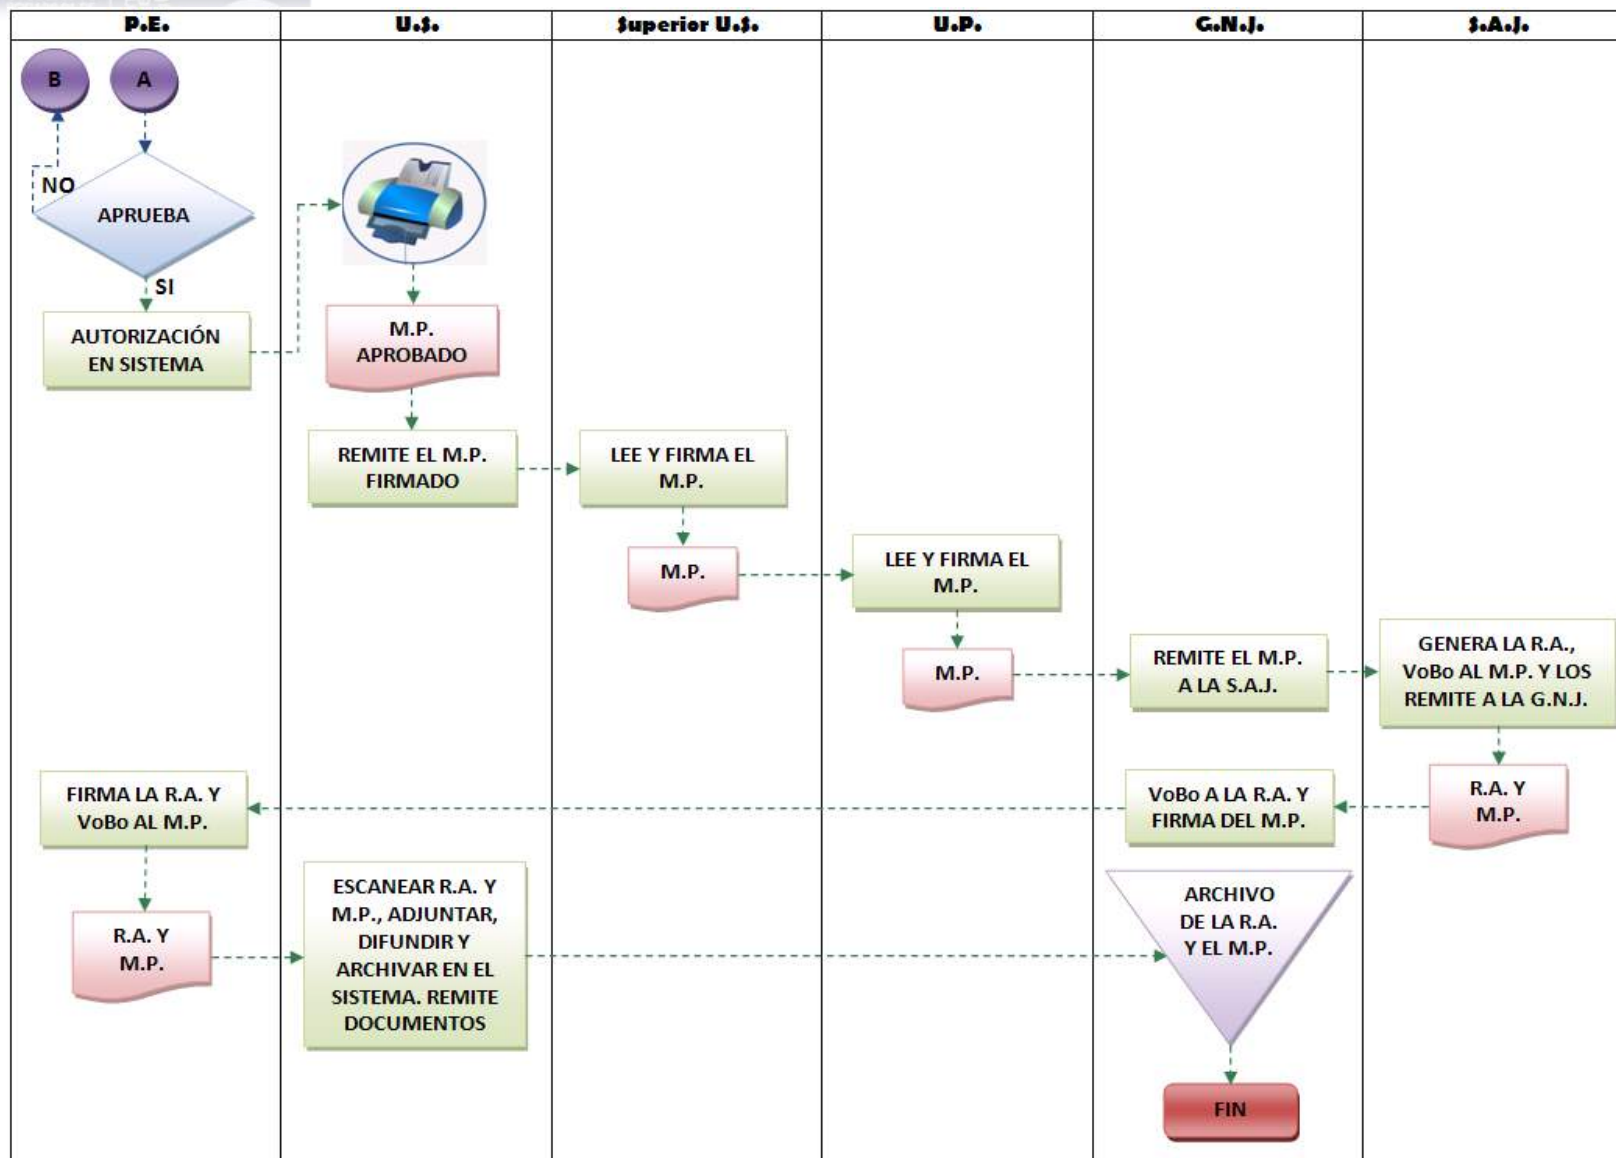 P.E.
U.S.
Superior U.S.
U.P.
G.N.J.
S.A.J.
B
A
NO
APRUEBA
SI
AUTORIZACIÓN
EN SISTEMA
M.P.
APROBADO
REMITE EL M.P.
FIRMADO
LEE Y FIRMA EL
M.P.
M.P.
LEE Y FIRMA EL
M.P.
M.P.
REMITE EL M.P.
A LA S.A.J.
GENERA LA R.A.,
VoBo AL M.P. Y LOS
REMITE A LA G.N.J.
R.A. Y
M.P.
VoBo A LA R.A. Y
FIRMA DEL M.P.
FIRMA LA R.A. Y
VoBo AL M.P.
R.A. Y
M.P.
ESCANEAR R.A. Y
M.P., ADJUNTAR,
DIFUNDIR Y
ARCHIVAR EN EL
SISTEMA. REMITE
DOCUMENTOS
ARCHIVO
DE LA R.A.
Y EL M.P.
FIN